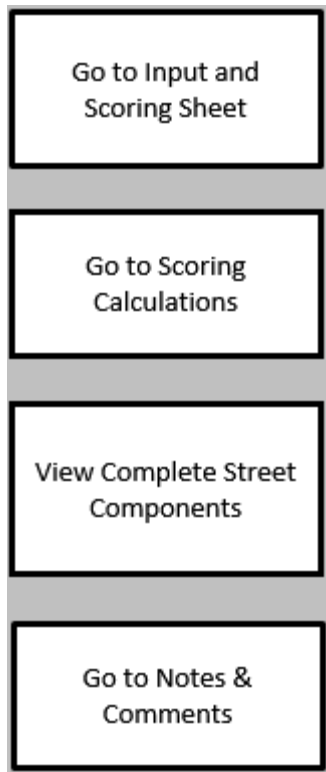 Go to Input and
Scoring Sheet
Go to Scoring
Calculations
View Complete Street
Components
Go to Notes &
Comments